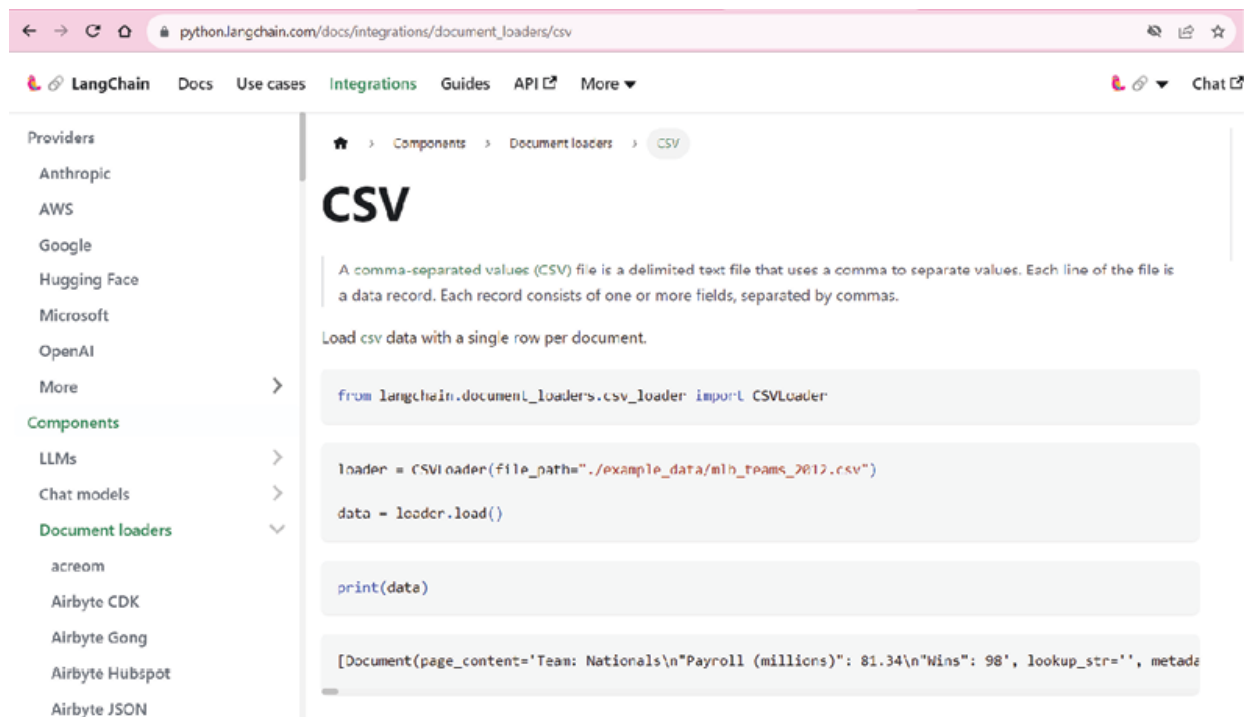 python.langchain.com/docs/integrations/document_loaders/csv
LangChain Docs Use cases Integrations Guides API More Chat
Providers
Anthropic
AWS
Google
Hugging Face
Microsoft
OpenAI
More
Components
LLMs
Chat models
Document loaders
acreom
Airbyte CDK
Airbyte Gong
Airbyte Hubspot
Airbyte JSON
Components > Document loaders > CSV
CSV
A comma-separated values (CSV) file is a delimited text file that uses a comma to separate values. Each line of the file is
a data record. Each record consists of one or more fields, separated by commas.
Load csv data with a single row per document.
from langchain.document_loaders.csv_loader import CSVLoader
loader = CSVLoader(file_path="./example_data/mlb_teams_2012.csv")
data = loader.load()
print(data)
[Document(page_content='Team: Nationals\n"Payroll (millions)": 81.34\n"Wins": 98', lookup_str='', metada